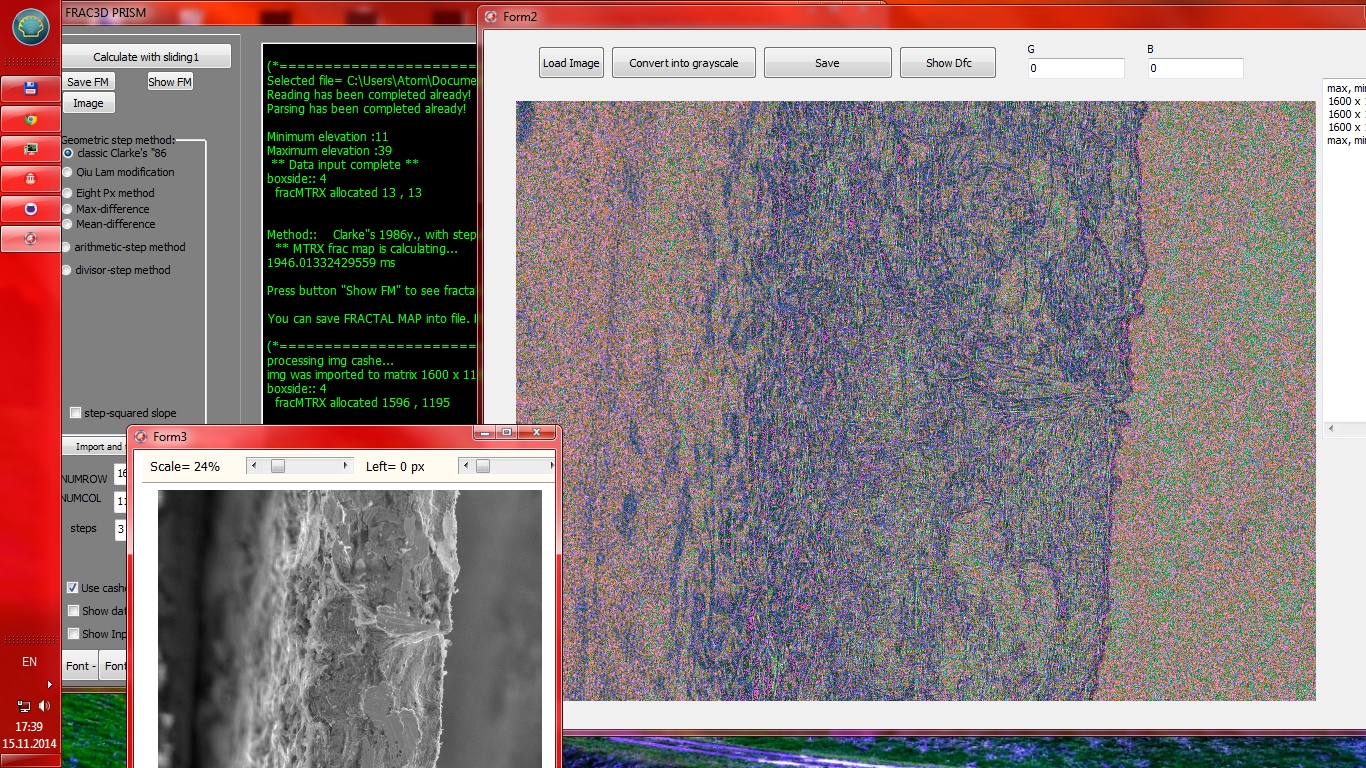 FRAC3D PRISM
Calculate with sliding1
Save FM
Show FM
Image
Geometric step method:
classic Clarke's "86
Qiu Lam modification
Eight Px method
Max-difference
Mean-difference
arithmetic-step method
divisor-step method
step-squared slope
Import and
NUMROW 16
NUMCOL 11
steps 3
Use cashe
Show dat
Show Inp
Font -
Font
(*========================
Selected file= C:\Users\Atom\Docume
Reading has been completed already!
Parsing has been completed already!
Minimum elevation :11
Maximum elevation :39
** Data input complete **
boxside:: 4
fracMTRX allocated 13 , 13
Method:: Clarke"s 1986y., with step
** MTRX frac map is calculating...
1946.01332429559 ms
Press button "Show FM" to see fracta
You can save FRACTAL MAP into file.
(*========================
processing img cashe...
img was imported to matrix 1600 x 11
boxside:: 4
fracMTRX allocated 1596 , 1195
Form2
Load Image
Convert into grayscale
Save
Show Dfc
G
0
B
0
max, mi
1600 x
1600 x
1600 x
max, mi
Form3
Scale= 24%
Left= 0 px
EN
17:39
15.11.2014